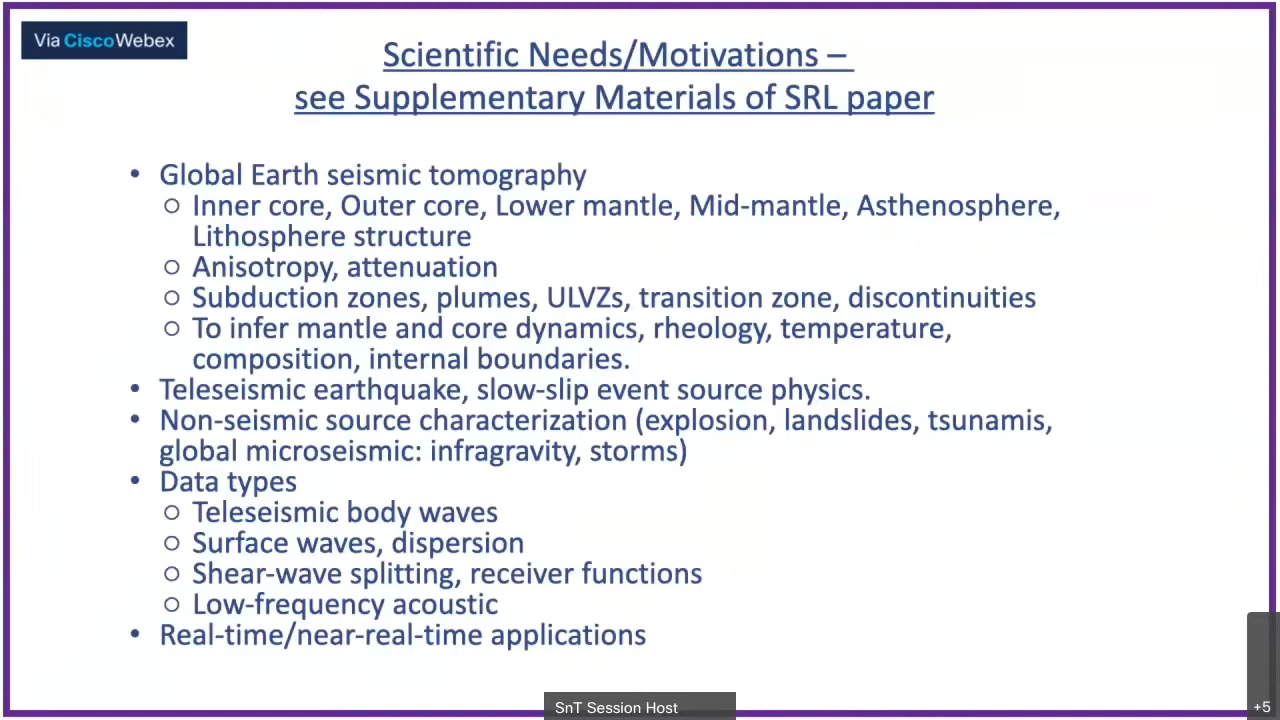 Via CiscoWebex
Scientific Needs/Motivations –
see Supplementary Materials of SRL paper
• Global Earth seismic tomography
○ Inner core, Outer core, Lower mantle, Mid-mantle, Asthenosphere,
Lithosphere structure
○ Anisotropy, attenuation
○ Subduction zones, plumes, ULVZs, transition zone, discontinuities
○ To infer mantle and core dynamics, rheology, temperature,
composition, internal boundaries.
• Teleseismic earthquake, slow-slip event source physics.
• Non-seismic source characterization (explosion, landslides, tsunamis,
global microseismic: infragravity, storms)
• Data types
○ Teleseismic body waves
○ Surface waves, dispersion
○ Shear-wave splitting, receiver functions
○ Low-frequency acoustic
• Real-time/near-real-time applications
SnT Session Host
+5